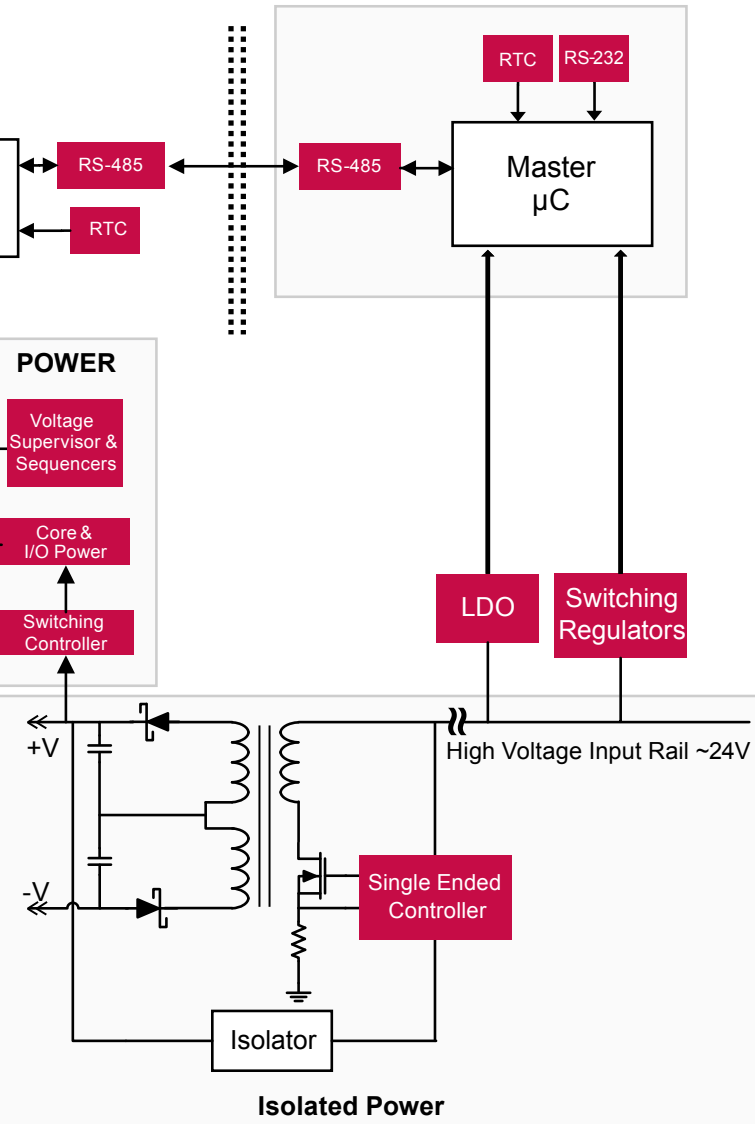 RTC
RS-232
RS-485
RS-485
Master
µC
RTC
POWER
Voltage
Supervisor &
Sequencers
Core &
I/O Power
Switching
Controller
LDO
Switching
Regulators
+V
High Voltage Input Rail ~24V
-V
Single Ended
Controller
Isolator
Isolated Power